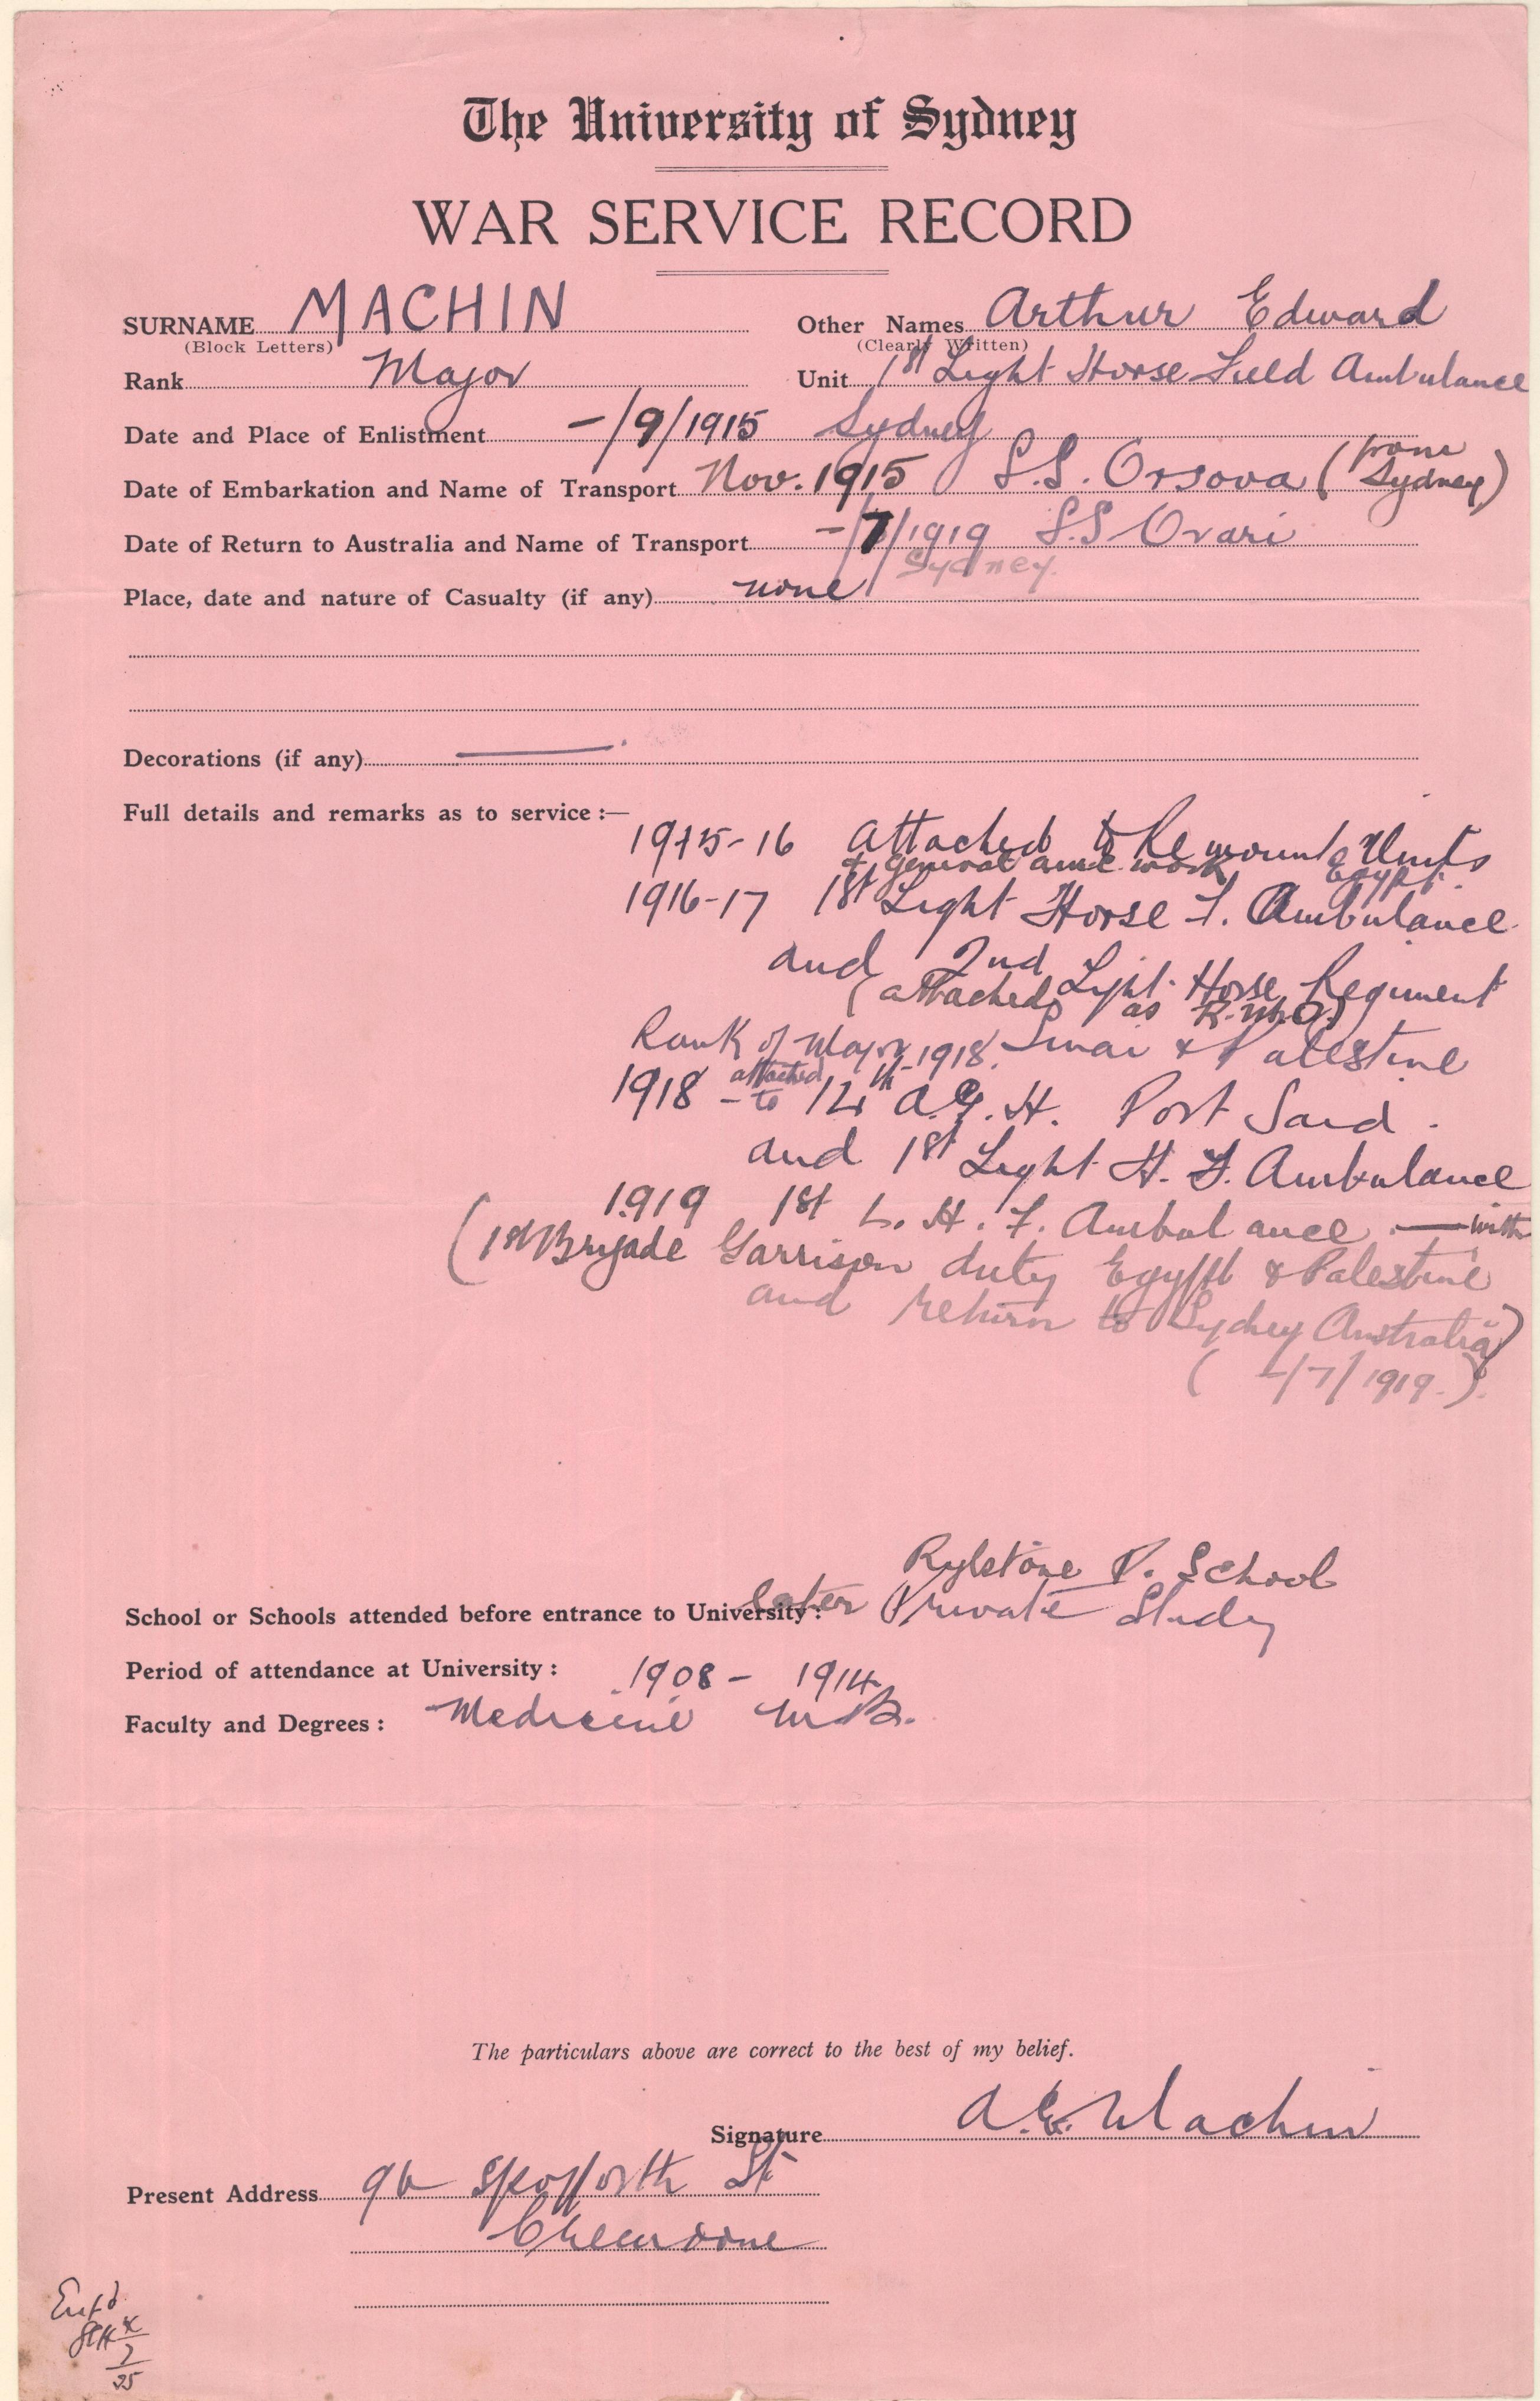 The University of Sydney
WAR SERVICE RECORD
SURNAME MACHIN Other Names Arthur Edward
(Block Letters) (Clearly Written)
Rank Major Unit 1st Light Horse Field Ambulance
Date and Place of Enlistment -/9/1915 Sydney
Date of Embarkation and Name of Transport Nov. 1915 S.S. Orsova (from Sydney)
Date of Return to Australia and Name of Transport -/7/1919 S.S Orari
Sydney.
Place, date and nature of Casualty (if any) none
Decorations (if any) —
Full details and remarks as to service :—
1915-16 attached to Remount Units
& general a.m.c. work Egypt.
1916-17 1st Light Horse F. Ambulance
and 2nd Light Horse Regiment
(attached as R.M.O.)
Rank of Major 1918. Sinai & Palestine
1918 - attached to 14th A.G.H. Port Said.
and 1st Light H. F. Ambulance
1919 1st L. H. F. Ambulance — with
(1st Brigade Garrison duty Egypt & Palestine
and return to Sydney Australia)
( -/7/1919.).
Rylstone P. School
School or Schools attended before entrance to University : later Private Study
Period of attendance at University : 1908 - 1914
Faculty and Degrees : Medicine M.B.
The particulars above are correct to the best of my belief.
Signature A.E. Machin
Present Address Spofforth St
Cremorne
Ent'd
7
35